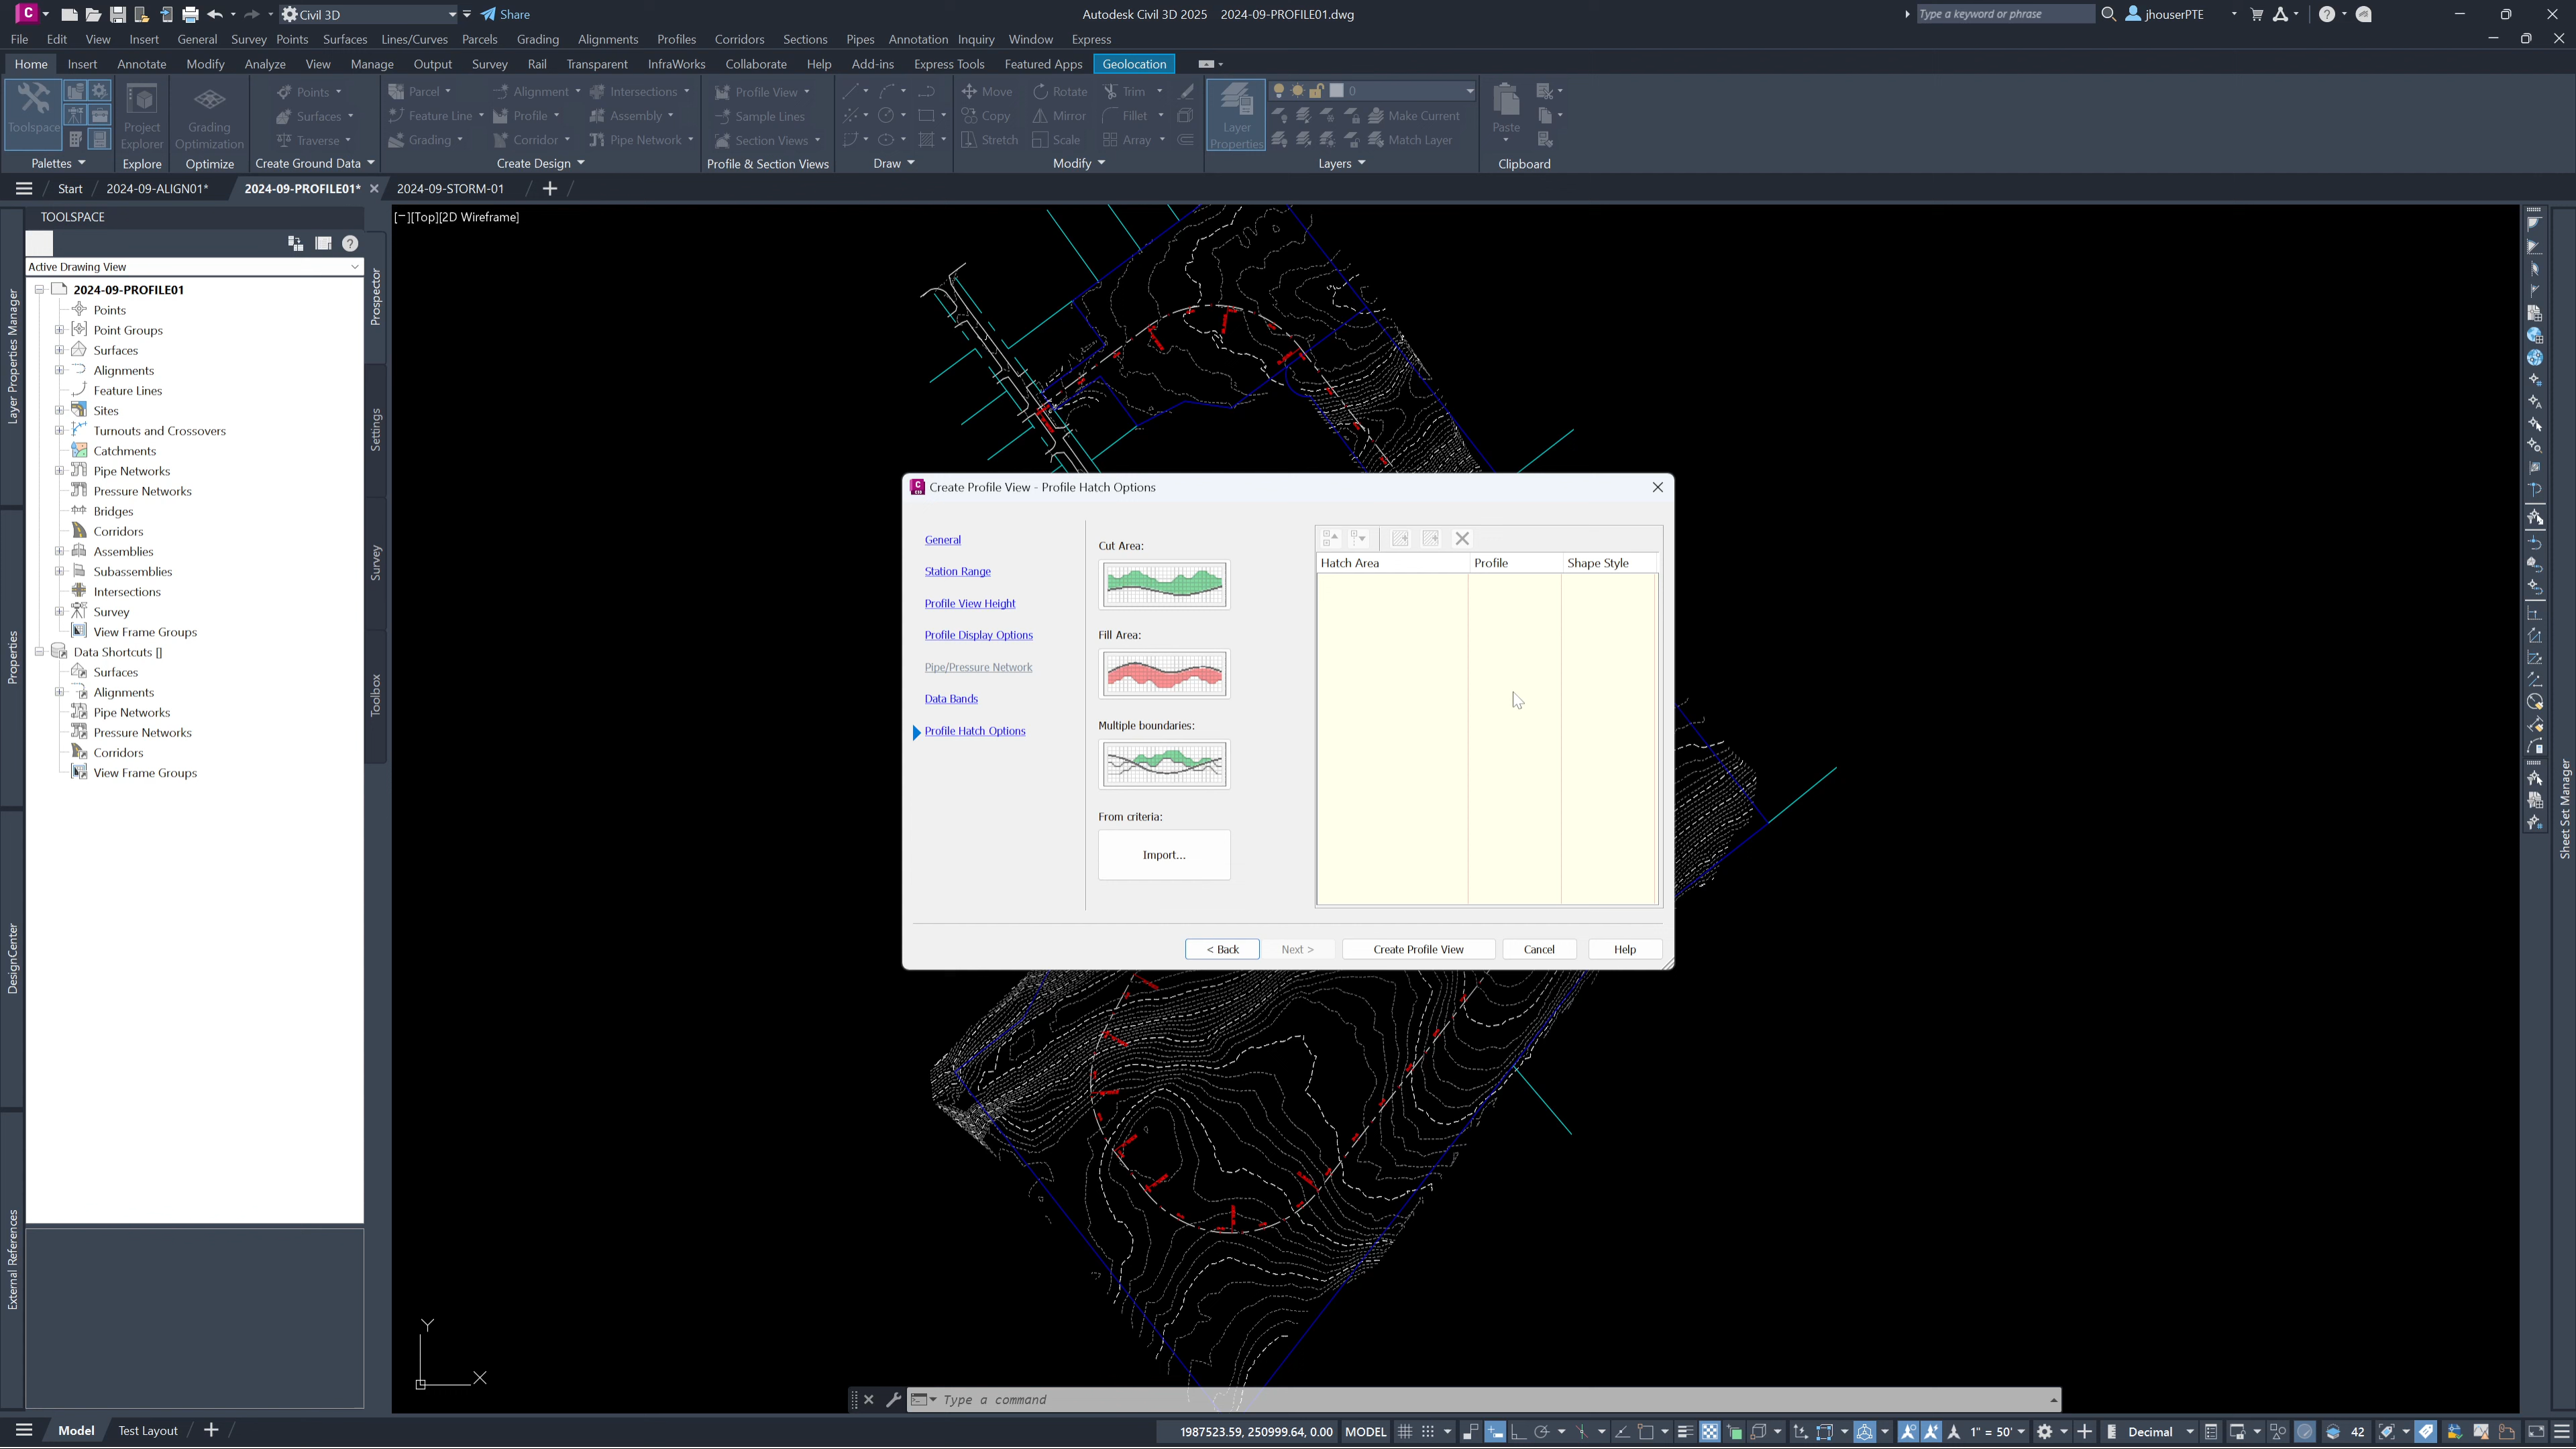 Civil 3D
Share
Autodesk Civil 3D 2025 2024-09-PROFILE01.dwg
Type a keyword or phrase
jhouserPTE
File Edit View Insert General Survey Points Surfaces Lines/Curves Parcels Grading Alignments Profiles Corridors Sections Pipes Annotation Inquiry Window Express
Home Insert Annotate Modify Analyze View Manage Output Survey Rail Transparent InfraWorks Collaborate Help Add-ins Express Tools Featured Apps Geolocation
Points Parcel Alignment Intersections Profile View Move Rotate Trim 0
Toolspace Project Explorer Grading Optimization Surfaces Feature Line Profile Assembly Sample Lines Copy Mirror Fillet Layer Properties Make Current Paste
Traverse Grading Corridor Pipe Network Section Views Stretch Scale Array Match Layer
Palettes Explore Optimize Create Ground Data Create Design Profile & Section Views Draw Modify Layers Clipboard
Start 2024-09-ALIGN01* 2024-09-PROFILE01* 2024-09-STORM-01
TOOLSPACE
[−][Top][2D Wireframe]
Active Drawing View
2024-09-PROFILE01
Points
Point Groups
Surfaces
Alignments
Feature Lines
Sites
Turnouts and Crossovers
Catchments
Pipe Networks
Pressure Networks
Bridges
Corridors
Assemblies
Subassemblies
Intersections
Survey
View Frame Groups
Data Shortcuts []
Surfaces
Alignments
Pipe Networks
Pressure Networks
Corridors
View Frame Groups
Prospector
Settings
Survey
Toolbox
Layer Properties Manager
Properties
DesignCenter
External References
Sheet Set Manager
Create Profile View - Profile Hatch Options
General
Station Range
Profile View Height
Profile Display Options
Pipe/Pressure Network
Data Bands
Profile Hatch Options
Cut Area:
Fill Area:
Multiple boundaries:
From criteria:
Import...
Hatch Area Profile Shape Style
< Back Next > Create Profile View Cancel Help
Y
X
Type a command
Model Test Layout
1987523.59, 250999.64, 0.00 MODEL 1" = 50' Decimal 42